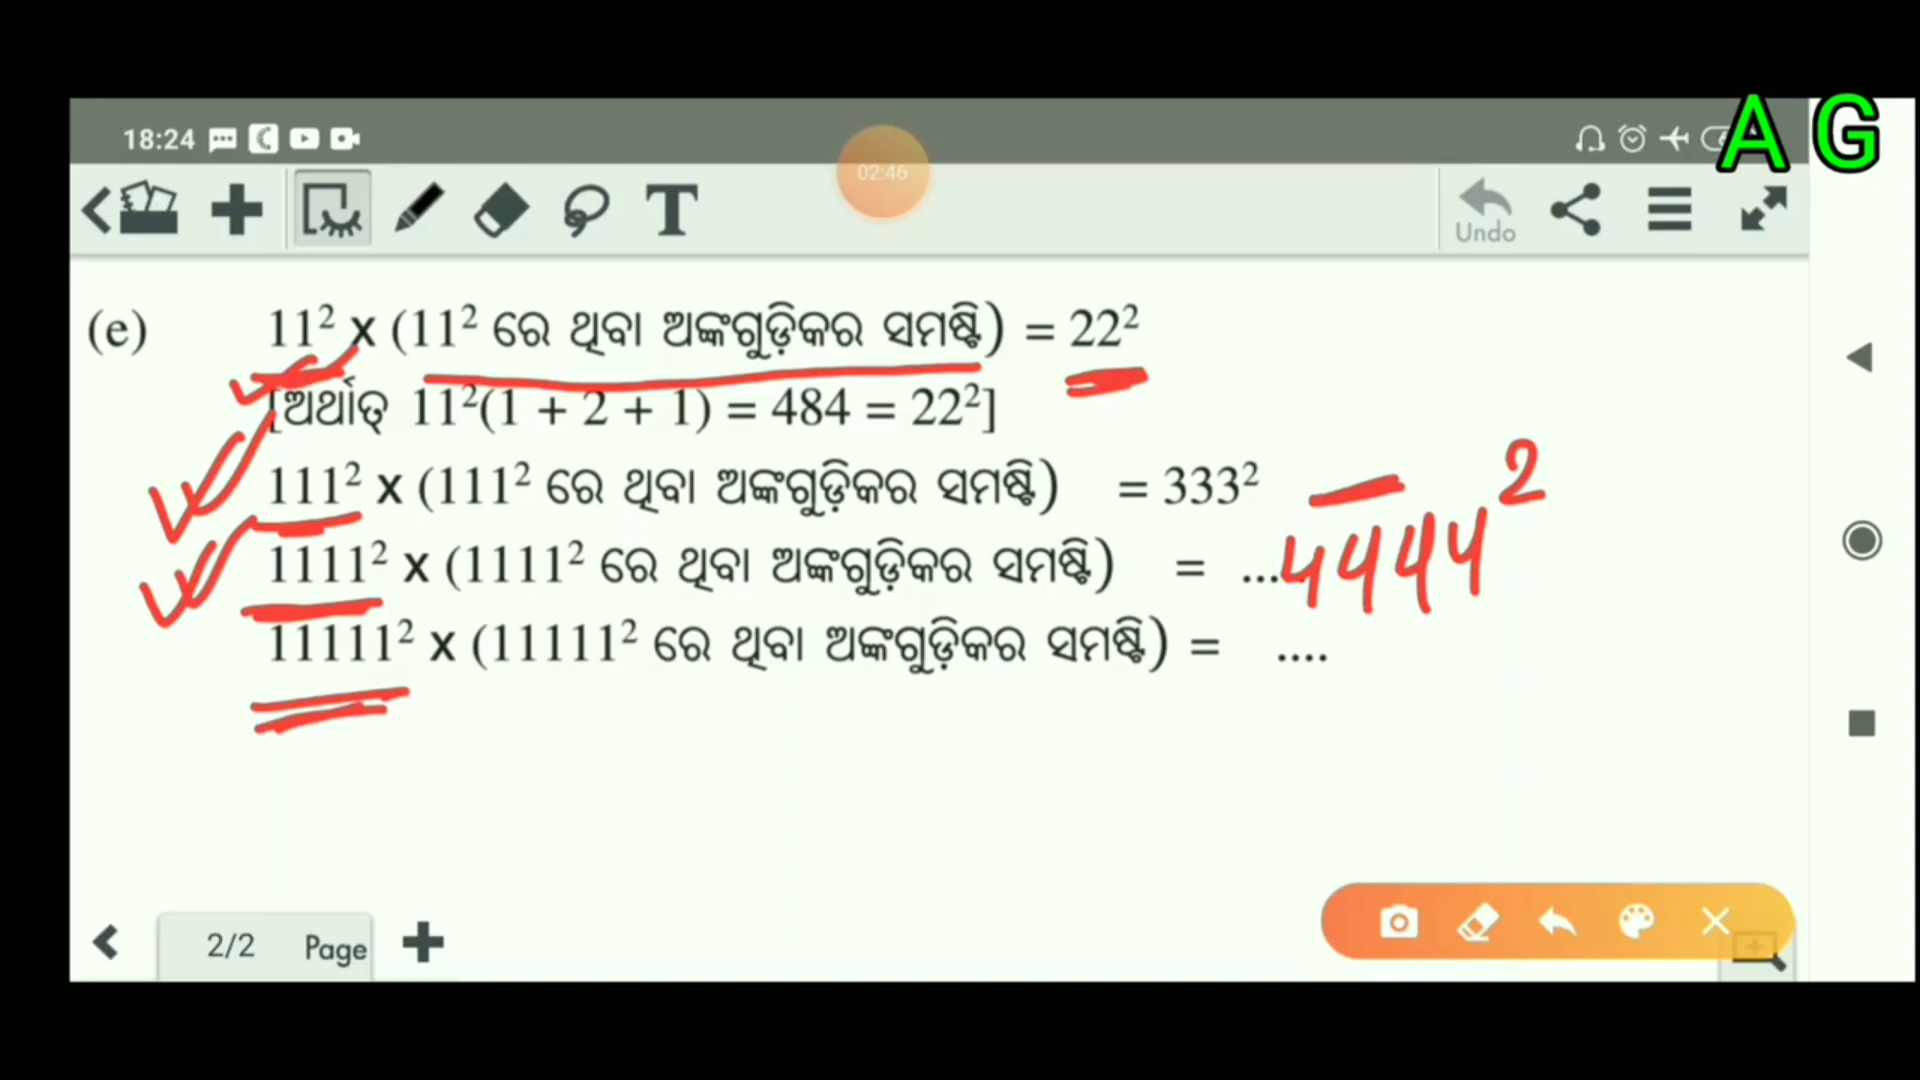 18:24
A G
02:46
T
Undo
(e) 11² x (11² ରେ ଥିବା ଅଙ୍କଗୁଡ଼ିକର ସମଷ୍ଟି) = 22²
[ଅର୍ଥାତ୍ 11²(1 + 2 + 1) = 484 = 22²]
111² x (111² ରେ ଥିବା ଅଙ୍କଗୁଡ଼ିକର ସମଷ୍ଟି) = 333²
1111² x (1111² ରେ ଥିବା ଅଙ୍କଗୁଡ଼ିକର ସମଷ୍ଟି) = .... 4444²
11111² x (11111² ରେ ଥିବା ଅଙ୍କଗୁଡ଼ିକର ସମଷ୍ଟି) = ....
2/2 Page